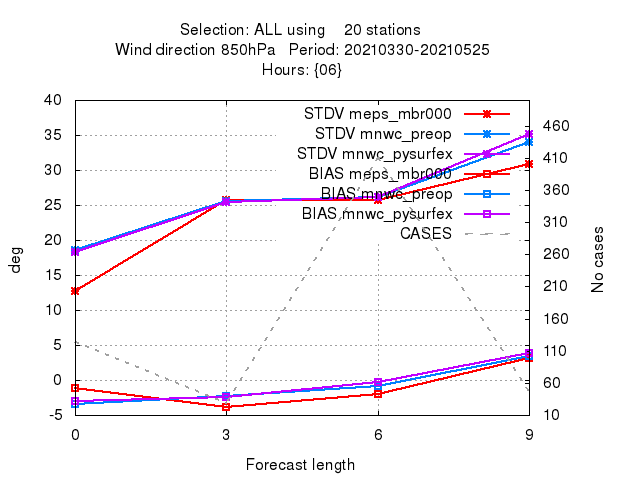 Selection: ALL using 20 stations
Wind direction 850hPa Period: 20210330-20210525
Hours: {06}
STDV meps_mbr000
STDV mnwc_preop
STDV mnwc_pysurfex
BIAS meps_mbr000
BIAS mnwc_preop
BIAS mnwc_pysurfex
CASES
40
35
30
25
20
15
10
5
0
-5
deg
460
410
360
310
260
210
160
110
60
10
No cases
0 3 6 9
Forecast length